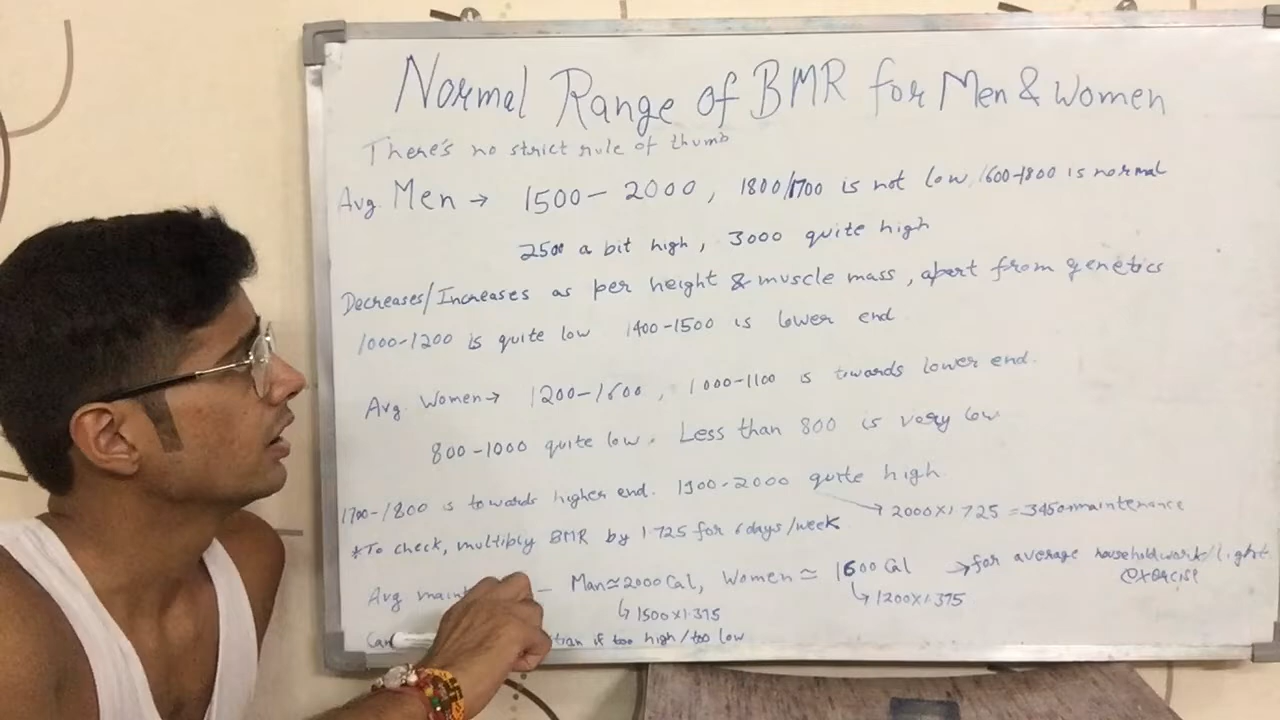 Normal Range of BMR for Men & Women
There's no strict rule of thumb
Avg. Men → 1500 - 2000, 1800/1700 is not low, 1600-1800 is normal
2500 a bit high, 3000 quite high
Decreases/Increases as per height & muscle mass, apart from genetics
1000-1200 is quite low 1400-1500 is lower end
Avg. Women → 1200-1600, 1000-1100 is towards lower end.
800-1000 quite low. Less than 800 is very low
1700-1800 is towards higher end. 1900-2000 quite high.
→ 2000×1.725 = 3450 maintenance
*To check, multibly BMR by 1.725 for 6days/week
Avg - Man ≃ 2000 Cal, Women ≃ 1600 Cal → for average household work/light exercise
↳ 1500×1.375 ↳ 1200×1.375
if too high/too low